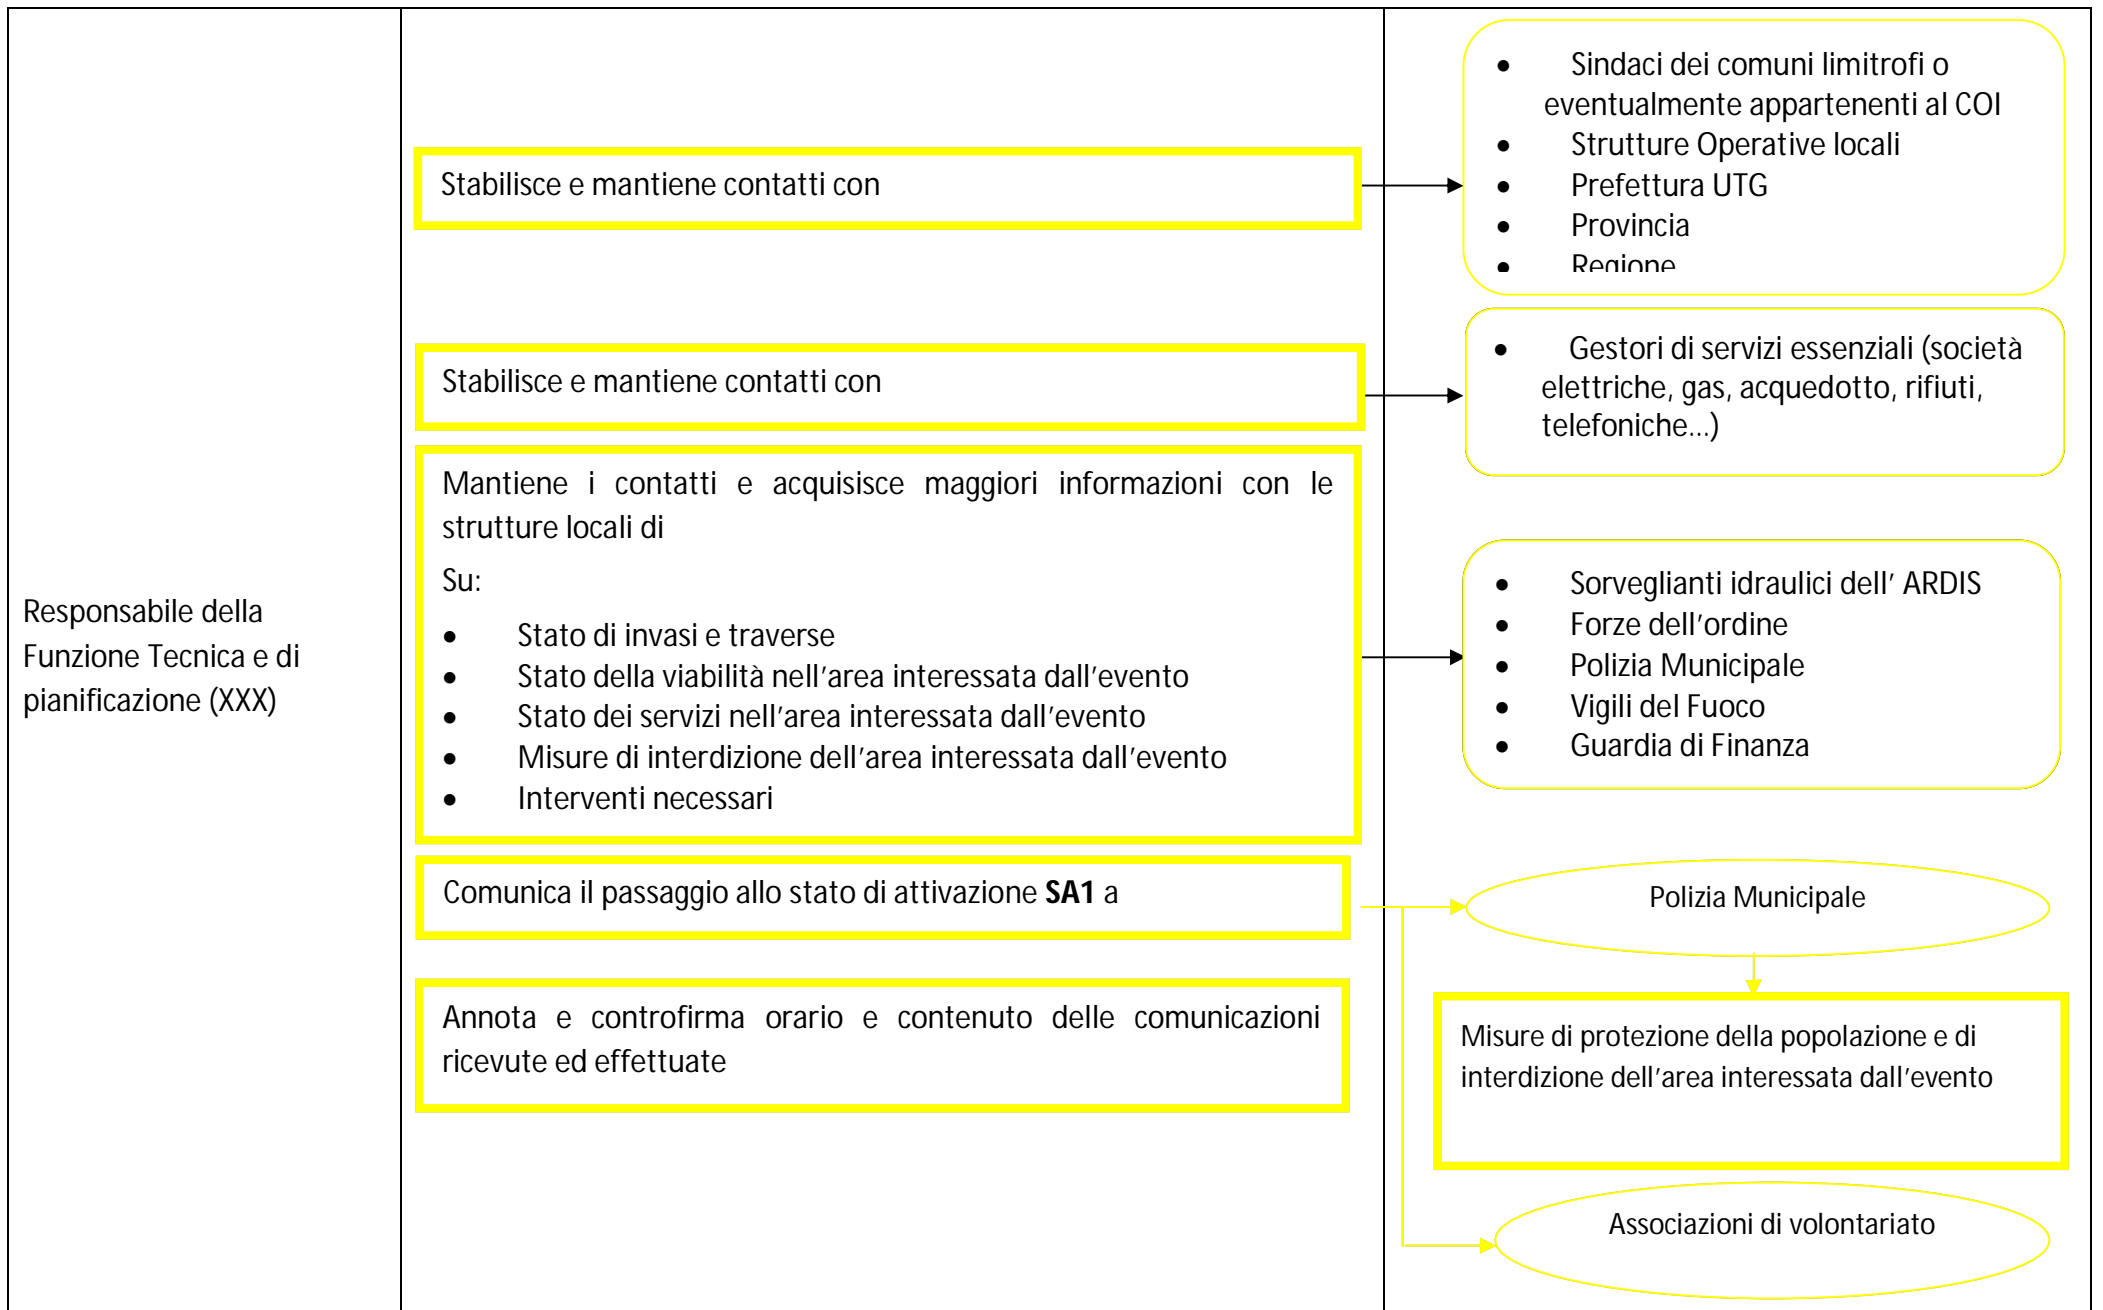 Responsabile della
Funzione Tecnica e di
pianificazione (XXX)
Stabilisce e mantiene contatti con
• Sindaci dei comuni limitrofi o
eventualmente appartenenti al COI
• Strutture Operative locali
• Prefettura UTG
• Provincia
• Regione
Stabilisce e mantiene contatti con
• Gestori di servizi essenziali (società
elettriche, gas, acquedotto, rifiuti,
telefoniche…)
Mantiene i contatti e acquisisce maggiori informazioni con le
strutture locali di
Su:
• Stato di invasi e traverse
• Stato della viabilità nell’area interessata dall’evento
• Stato dei servizi nell’area interessata dall’evento
• Misure di interdizione dell’area interessata dall’evento
• Interventi necessari
• Sorveglianti idraulici dell’ ARDIS
• Forze dell’ordine
• Polizia Municipale
• Vigili del Fuoco
• Guardia di Finanza
Comunica il passaggio allo stato di attivazione SA1 a
Polizia Municipale
Annota e controfirma orario e contenuto delle comunicazioni
ricevute ed effettuate
Misure di protezione della popolazione e di
interdizione dell’area interessata dall’evento
Associazioni di volontariato